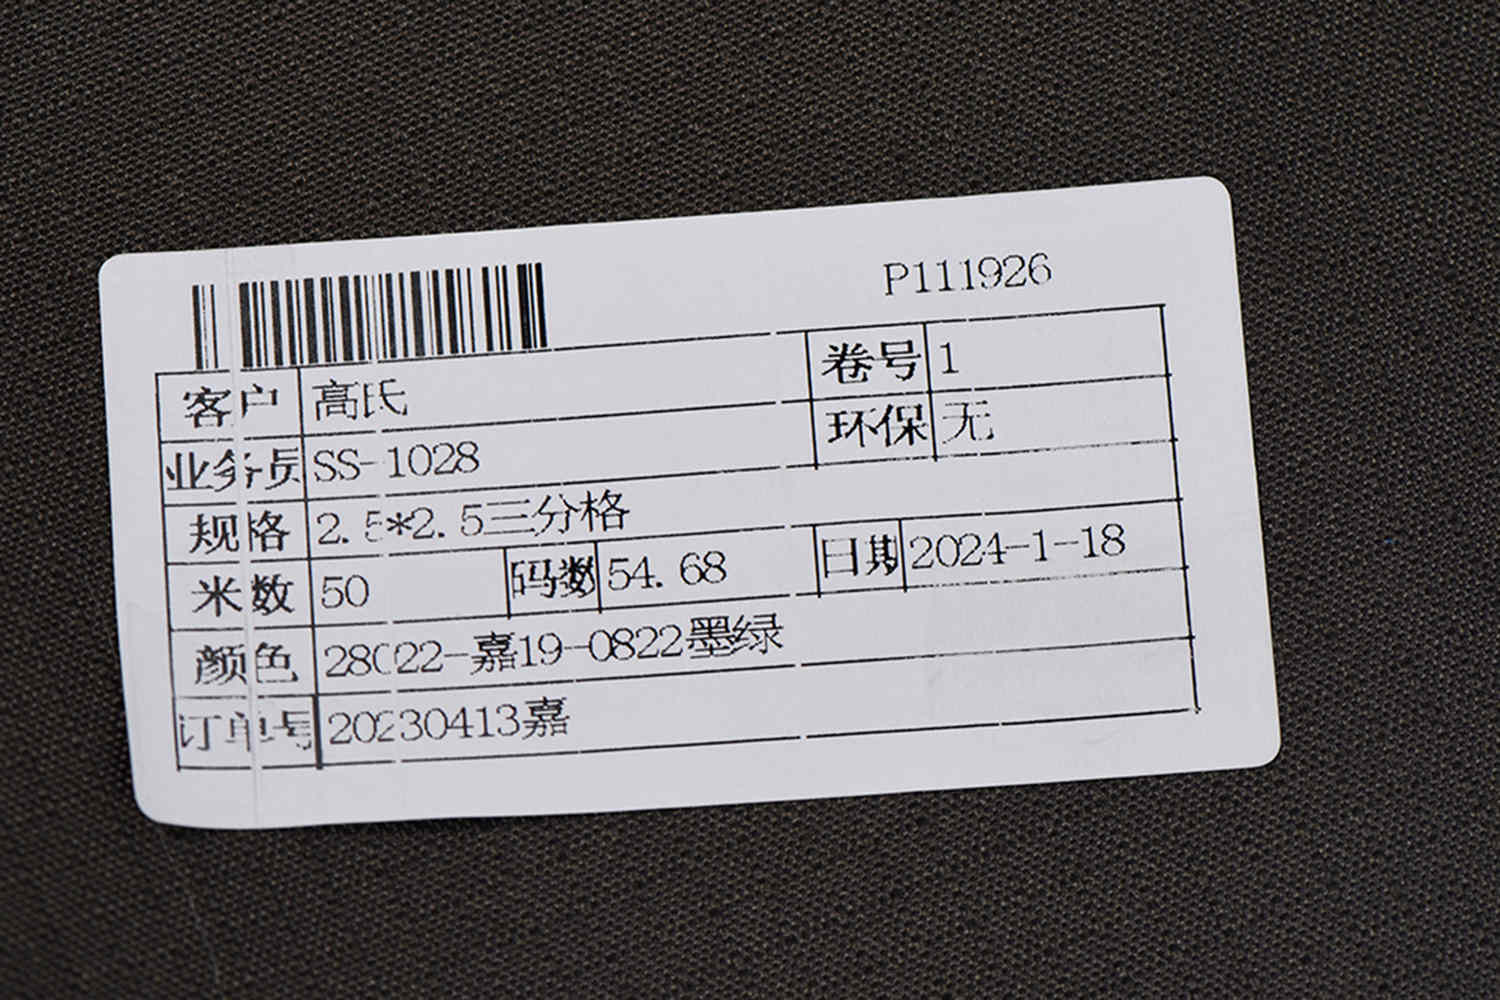 P111926
客户 高氏 卷号 1
业务员 SS-1028 环保 无
规格 2.5*2.5三分格
米数 50 码数 54.68 日期 2024-1-18
颜色 28022-嘉19-0822墨绿
订单号 20230413嘉